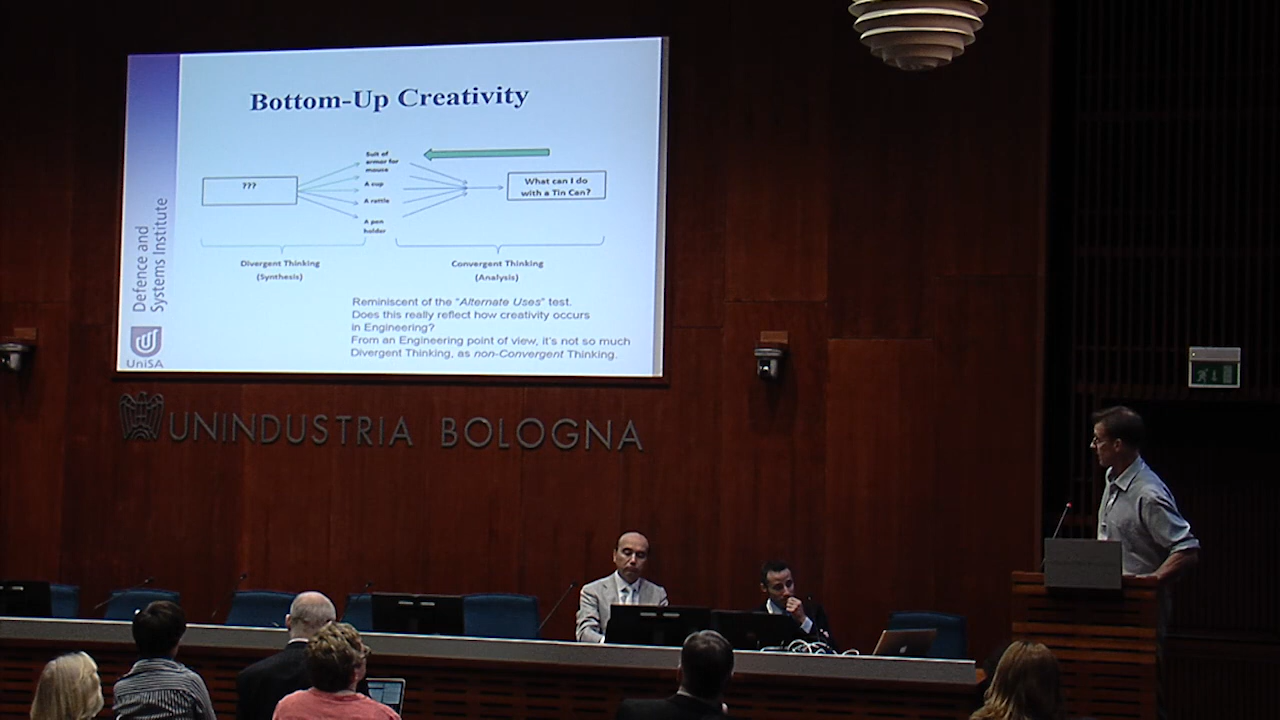 Bottom-Up Creativity
Suit of
armor for
mouse
???
A cup
A rattle
A pen
holder
What can I do
with a Tin Can?
Divergent Thinking
(Synthesis)
Convergent Thinking
(Analysis)
Reminiscent of the "Alternate Uses" test.
Does this really reflect how creativity occurs
in Engineering?
From an Engineering point of view, it's not so much
Divergent Thinking, as non-Convergent Thinking.
Defence and
Systems Institute
UniSA
UNINDUSTRIA BOLOGNA